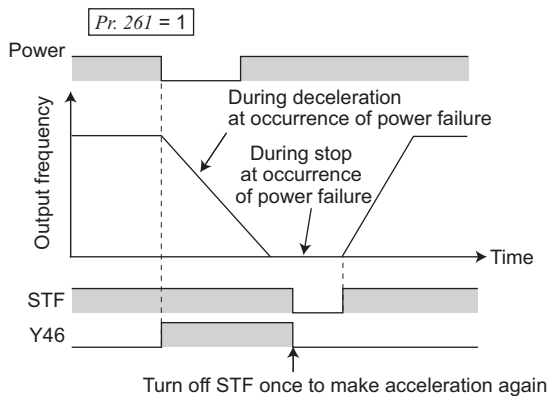 Pr. 261 = 1
Power
During deceleration
at occurrence of power failure
During stop
at occurrence
of power failure
Output frequency
Time
STF
Y46
Turn off STF once to make acceleration again